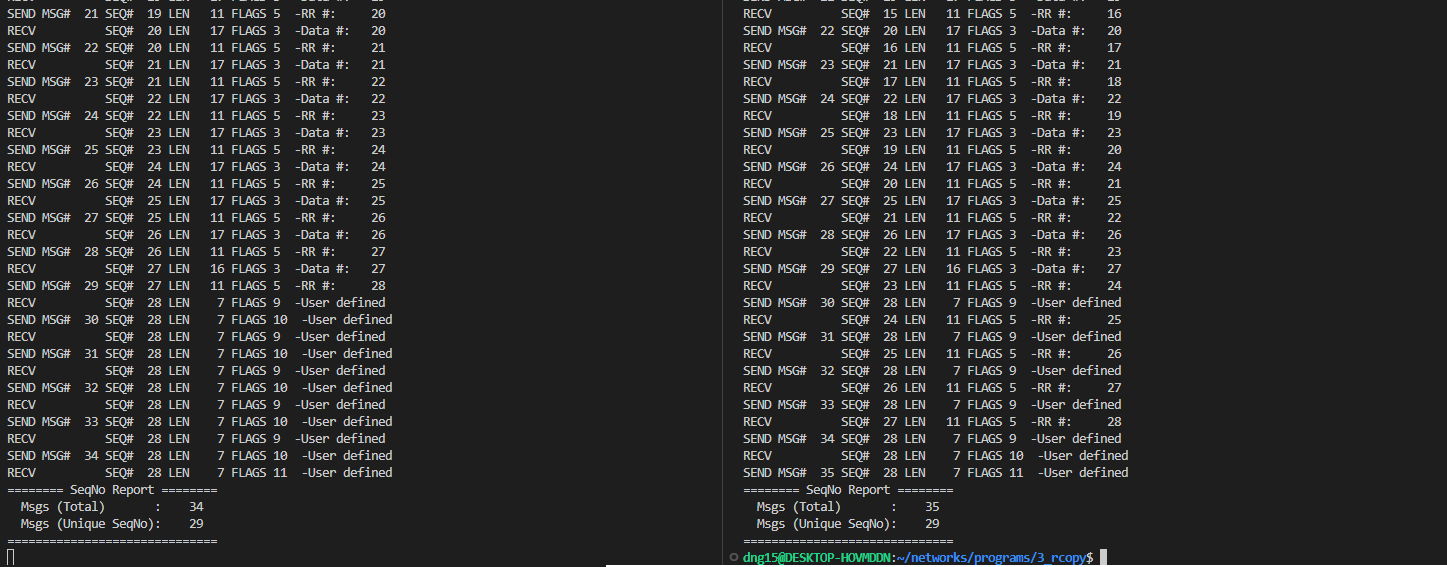 SEND MSG#  21 SEQ#  19 LEN   11 FLAGS 5  -RR #:     20
RECV          SEQ#  20 LEN   17 FLAGS 3  -Data #:   20
SEND MSG#  22 SEQ#  20 LEN   11 FLAGS 5  -RR #:     21
RECV          SEQ#  21 LEN   17 FLAGS 3  -Data #:   21
SEND MSG#  23 SEQ#  21 LEN   11 FLAGS 5  -RR #:     22
RECV          SEQ#  22 LEN   17 FLAGS 3  -Data #:   22
SEND MSG#  24 SEQ#  22 LEN   11 FLAGS 5  -RR #:     23
RECV          SEQ#  23 LEN   17 FLAGS 3  -Data #:   23
SEND MSG#  25 SEQ#  23 LEN   11 FLAGS 5  -RR #:     24
RECV          SEQ#  24 LEN   17 FLAGS 3  -Data #:   24
SEND MSG#  26 SEQ#  24 LEN   11 FLAGS 5  -RR #:     25
RECV          SEQ#  25 LEN   17 FLAGS 3  -Data #:   25
SEND MSG#  27 SEQ#  25 LEN   11 FLAGS 5  -RR #:     26
RECV          SEQ#  26 LEN   17 FLAGS 3  -Data #:   26
SEND MSG#  28 SEQ#  26 LEN   11 FLAGS 5  -RR #:     27
RECV          SEQ#  27 LEN   16 FLAGS 3  -Data #:   27
SEND MSG#  29 SEQ#  27 LEN   11 FLAGS 5  -RR #:     28
RECV          SEQ#  28 LEN    7 FLAGS 9  -User defined
SEND MSG#  30 SEQ#  28 LEN    7 FLAGS 10  -User defined
RECV          SEQ#  28 LEN    7 FLAGS 9  -User defined
SEND MSG#  31 SEQ#  28 LEN    7 FLAGS 10  -User defined
RECV          SEQ#  28 LEN    7 FLAGS 9  -User defined
SEND MSG#  32 SEQ#  28 LEN    7 FLAGS 10  -User defined
RECV          SEQ#  28 LEN    7 FLAGS 9  -User defined
SEND MSG#  33 SEQ#  28 LEN    7 FLAGS 10  -User defined
RECV          SEQ#  28 LEN    7 FLAGS 9  -User defined
SEND MSG#  34 SEQ#  28 LEN    7 FLAGS 10  -User defined
RECV          SEQ#  28 LEN    7 FLAGS 11  -User defined
======== SeqNo Report ========
  Msgs (Total)       :    34
  Msgs (Unique SeqNo):    29
==============================
RECV          SEQ#  15 LEN   11 FLAGS 5  -RR #:     16
SEND MSG#  22 SEQ#  20 LEN   17 FLAGS 3  -Data #:   20
RECV          SEQ#  16 LEN   11 FLAGS 5  -RR #:     17
SEND MSG#  23 SEQ#  21 LEN   17 FLAGS 3  -Data #:   21
RECV          SEQ#  17 LEN   11 FLAGS 5  -RR #:     18
SEND MSG#  24 SEQ#  22 LEN   17 FLAGS 3  -Data #:   22
RECV          SEQ#  18 LEN   11 FLAGS 5  -RR #:     19
SEND MSG#  25 SEQ#  23 LEN   17 FLAGS 3  -Data #:   23
RECV          SEQ#  19 LEN   11 FLAGS 5  -RR #:     20
SEND MSG#  26 SEQ#  24 LEN   17 FLAGS 3  -Data #:   24
RECV          SEQ#  20 LEN   11 FLAGS 5  -RR #:     21
SEND MSG#  27 SEQ#  25 LEN   17 FLAGS 3  -Data #:   25
RECV          SEQ#  21 LEN   11 FLAGS 5  -RR #:     22
SEND MSG#  28 SEQ#  26 LEN   17 FLAGS 3  -Data #:   26
RECV          SEQ#  22 LEN   11 FLAGS 5  -RR #:     23
SEND MSG#  29 SEQ#  27 LEN   16 FLAGS 3  -Data #:   27
RECV          SEQ#  23 LEN   11 FLAGS 5  -RR #:     24
SEND MSG#  30 SEQ#  28 LEN    7 FLAGS 9  -User defined
RECV          SEQ#  24 LEN   11 FLAGS 5  -RR #:     25
SEND MSG#  31 SEQ#  28 LEN    7 FLAGS 9  -User defined
RECV          SEQ#  25 LEN   11 FLAGS 5  -RR #:     26
SEND MSG#  32 SEQ#  28 LEN    7 FLAGS 9  -User defined
RECV          SEQ#  26 LEN   11 FLAGS 5  -RR #:     27
SEND MSG#  33 SEQ#  28 LEN    7 FLAGS 9  -User defined
RECV          SEQ#  27 LEN   11 FLAGS 5  -RR #:     28
SEND MSG#  34 SEQ#  28 LEN    7 FLAGS 9  -User defined
RECV          SEQ#  28 LEN    7 FLAGS 10  -User defined
SEND MSG#  35 SEQ#  28 LEN    7 FLAGS 11  -User defined
======== SeqNo Report ========
  Msgs (Total)       :    35
  Msgs (Unique SeqNo):    29
==============================
dng15@DESKTOP-HOVMDDN:~/networks/programs/3_rcopy$